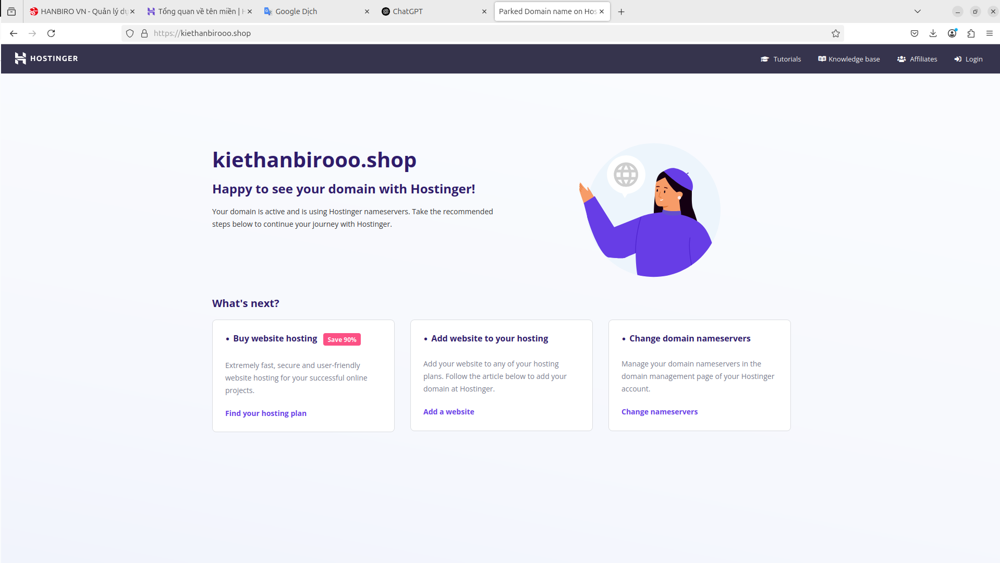 HANBIRO VN - Quản lý dụ
Tổng quan về tên miền | H
Google Dịch
ChatGPT
Parked Domain name on Hos
https://kiethanbirooo.shop
HOSTINGER
Tutorials
Knowledge base
Affiliates
Login
kiethanbirooo.shop
Happy to see your domain with Hostinger!
Your domain is active and is using Hostinger nameservers. Take the recommended
steps below to continue your journey with Hostinger.
What's next?
• Buy website hosting Save 90%
Extremely fast, secure and user-friendly
website hosting for your successful online
projects.
Find your hosting plan
• Add website to your hosting
Add your website to any of your hosting
plans. Follow the article below to add your
domain at Hostinger.
Add a website
• Change domain nameservers
Manage your domain nameservers in the
domain management page of your Hostinger
account.
Change nameservers